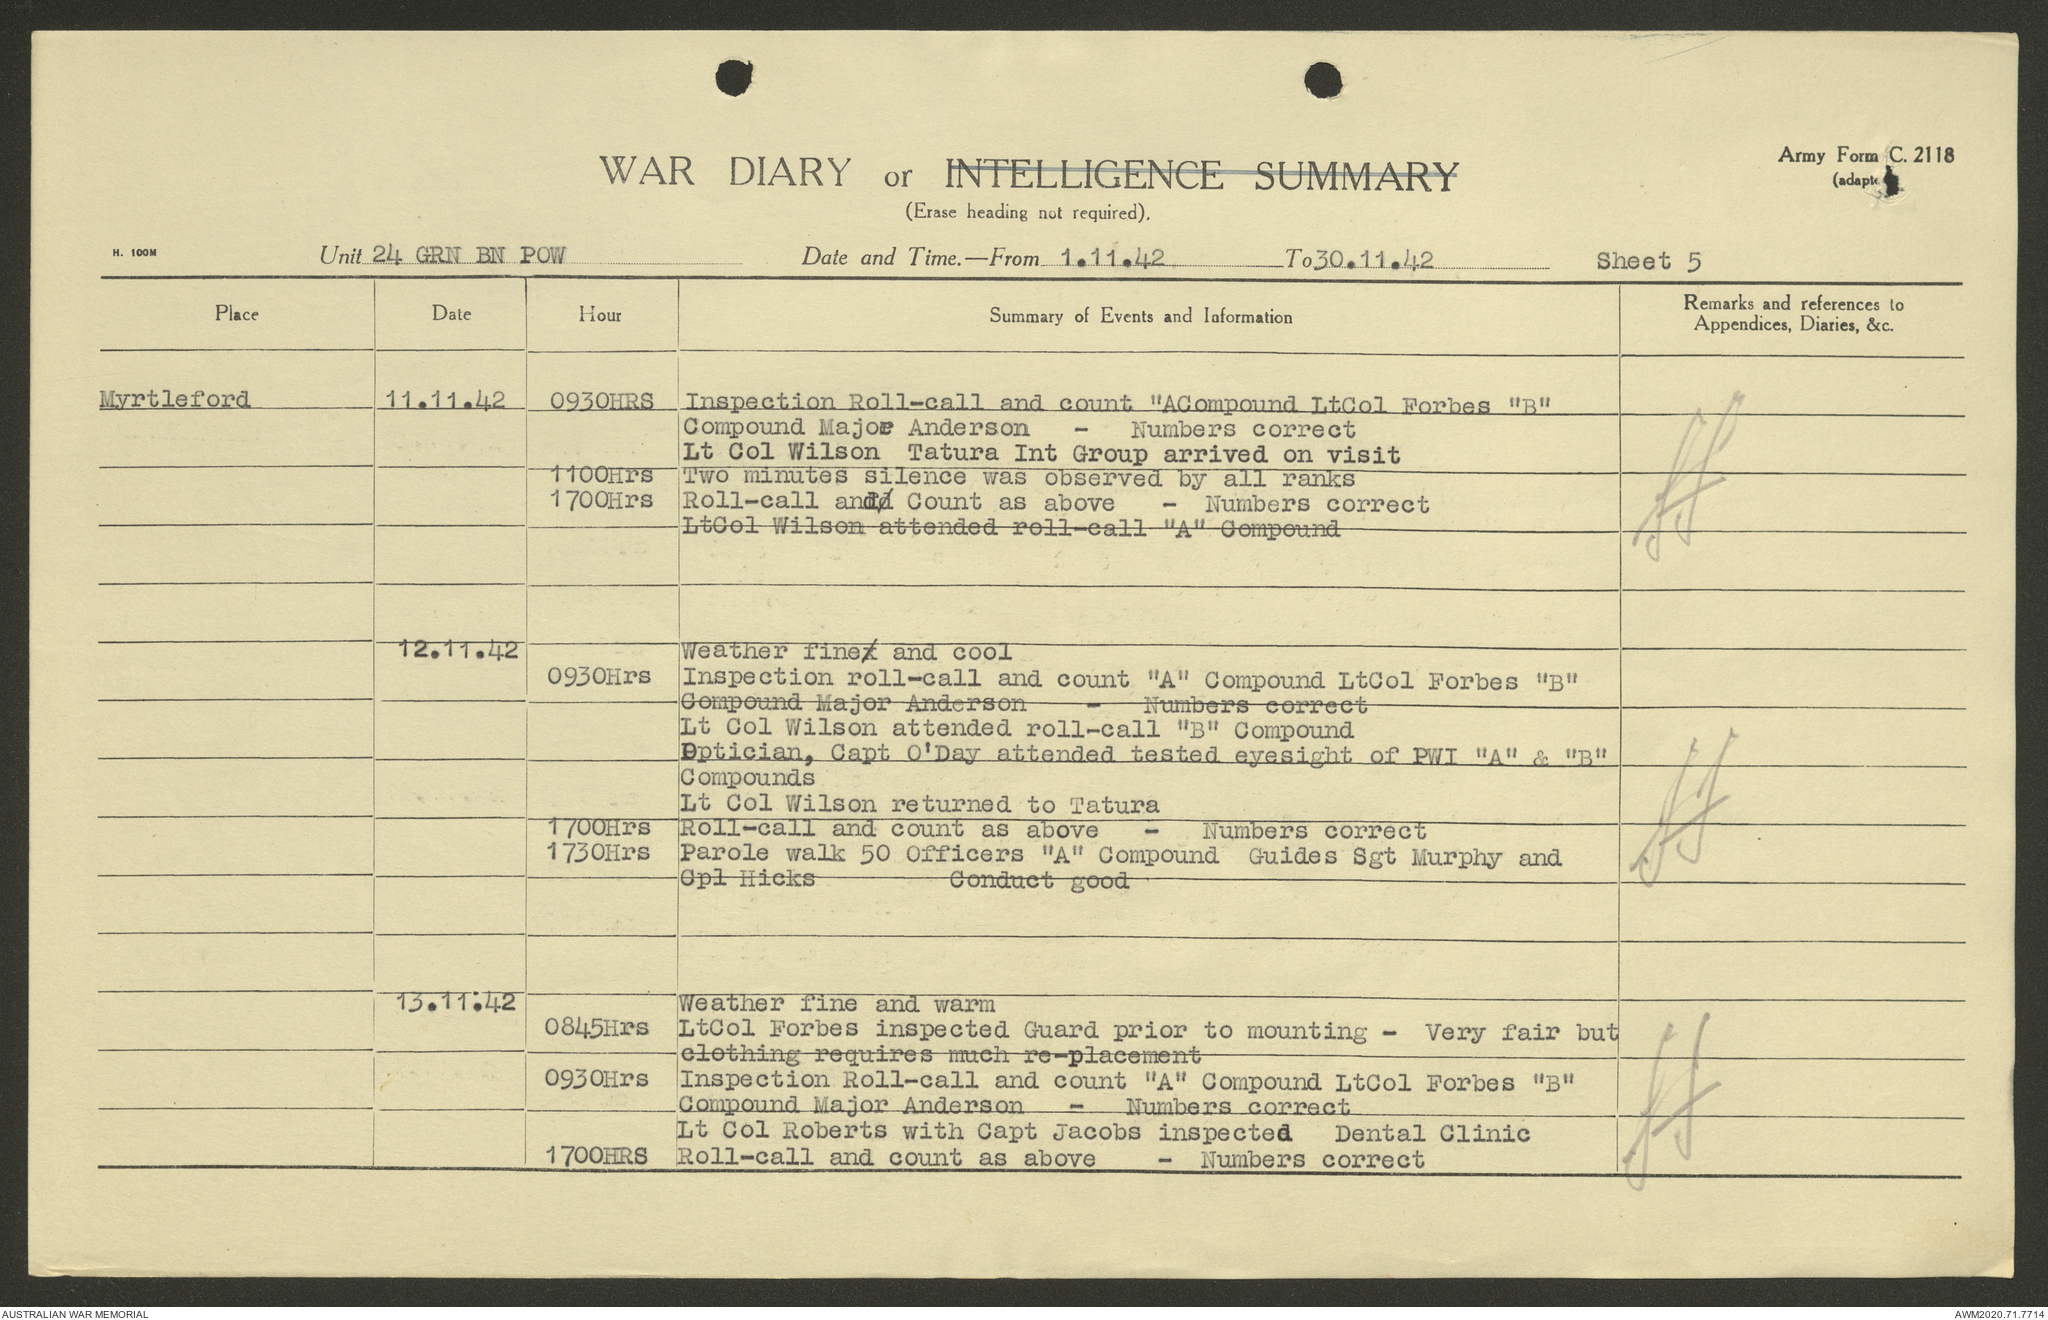 WAR DIARY or INTELLIGENCE SUMMARY
Army Form C. 2118
(adapte
(Erase heading not required).
H. 100M
Unit 24 GRN BN POW Date and Time.—From 1.11.42 To 30.11.42 Sheet 5
Place Date Hour Summary of Events and Information Remarks and references to
Appendices, Diaries, &c.
Myrtleford 11.11.42 0930HRS Inspection Roll-call and count "ACompound LtCol Forbes "B"
Compound Major Anderson - Numbers correct
Lt Col Wilson Tatura Int Group arrived on visit
1100Hrs Two minutes silence was observed by all ranks
1700Hrs Roll-call and Count as above - Numbers correct
LtCol Wilson attended roll-call "A" Compound
12.11.42 Weather fine and cool
0930Hrs Inspection roll-call and count "A" Compound LtCol Forbes "B"
Compound Major Anderson - Numbers correct
Lt Col Wilson attended roll-call "B" Compound
Optician, Capt O'Day attended tested eyesight of PWI "A" & "B"
Compounds
Lt Col Wilson returned to Tatura
1700Hrs Roll-call and count as above - Numbers correct
1730Hrs Parole walk 50 Officers "A" Compound Guides Sgt Murphy and
Cpl Hicks Conduct good
13.11.42 Weather fine and warm
0845Hrs LtCol Forbes inspected Guard prior to mounting - Very fair but
clothing requires much re-placement
0930Hrs Inspection Roll-call and count "A" Compound LtCol Forbes "B"
Compound Major Anderson - Numbers correct
Lt Col Roberts with Capt Jacobs inspected Dental Clinic
1700HRS Roll-call and count as above - Numbers correct
AUSTRALIAN WAR MEMORIAL AWM2020.71.7714